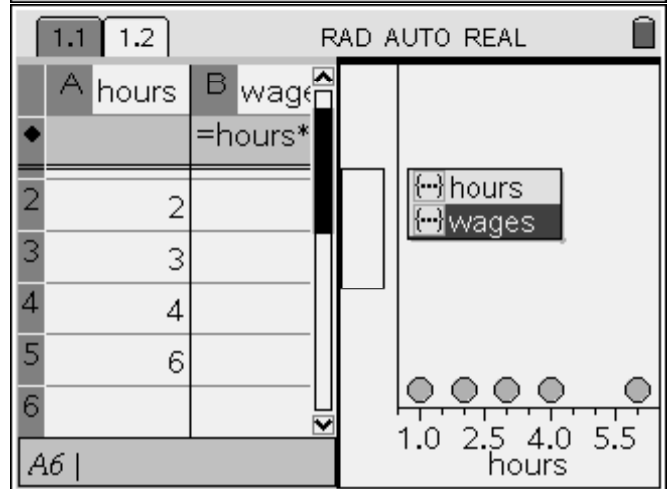 1.1 1.2 RAD AUTO REAL
A hours B wage
◆ =hours*
2 2
3 3
4 4
5 6
6
A6 |
{···} hours
{···} wages
1.0 2.5 4.0 5.5
hours